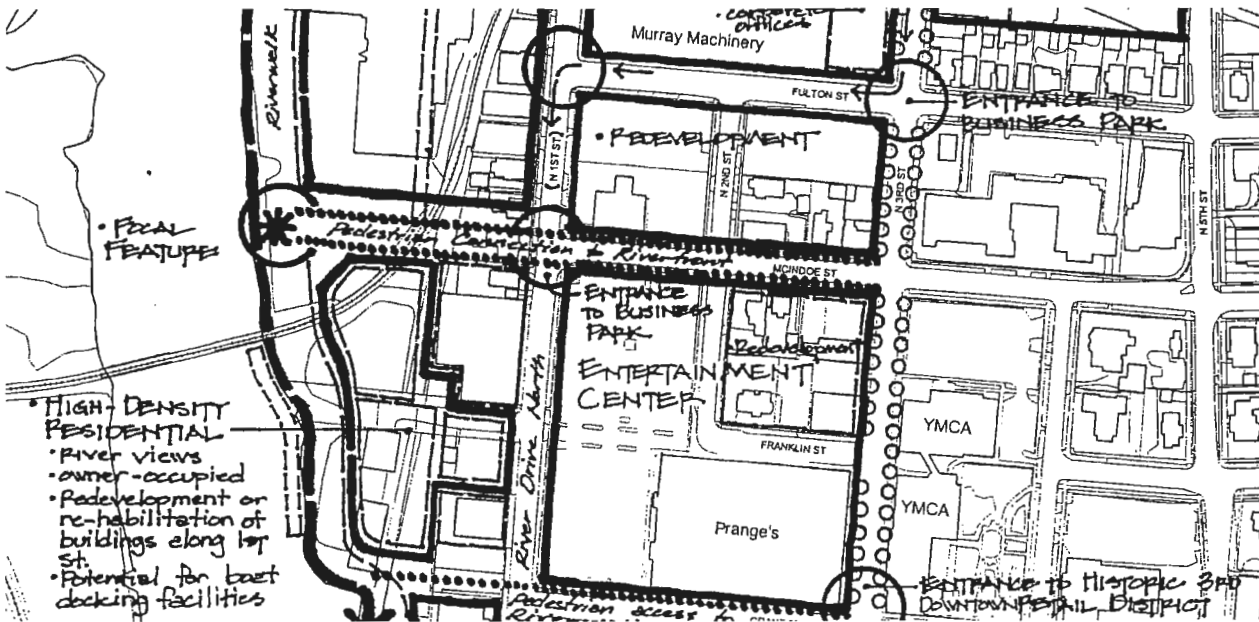 • corporate
offices
Murray Machinery
Riverwalk
FULTON ST
ENTRANCE TO
BUSINESS PARK
• REDEVELOPMENT
N 1ST ST
N 2ND ST
N 3RD ST
N 5TH ST
• FOCAL
FEATURE
Pedestrian Connection to Riverfront
MCINDOE ST
• ENTRANCE
TO BUSINESS
PARK
• Redevelopment
ENTERTAINMENT
CENTER
River Drive North
FRANKLIN ST
YMCA
YMCA
Prange's
• HIGH-DENSITY
RESIDENTIAL
• River views
• owner-occupied
• Redevelopment or
re-habilitation of
buildings along 1st
st.
• Potential for boat
docking facilities
ENTRANCE TO HISTORIC 3RD
DOWNTOWN RETAIL DISTRICT
Pedestrian access to